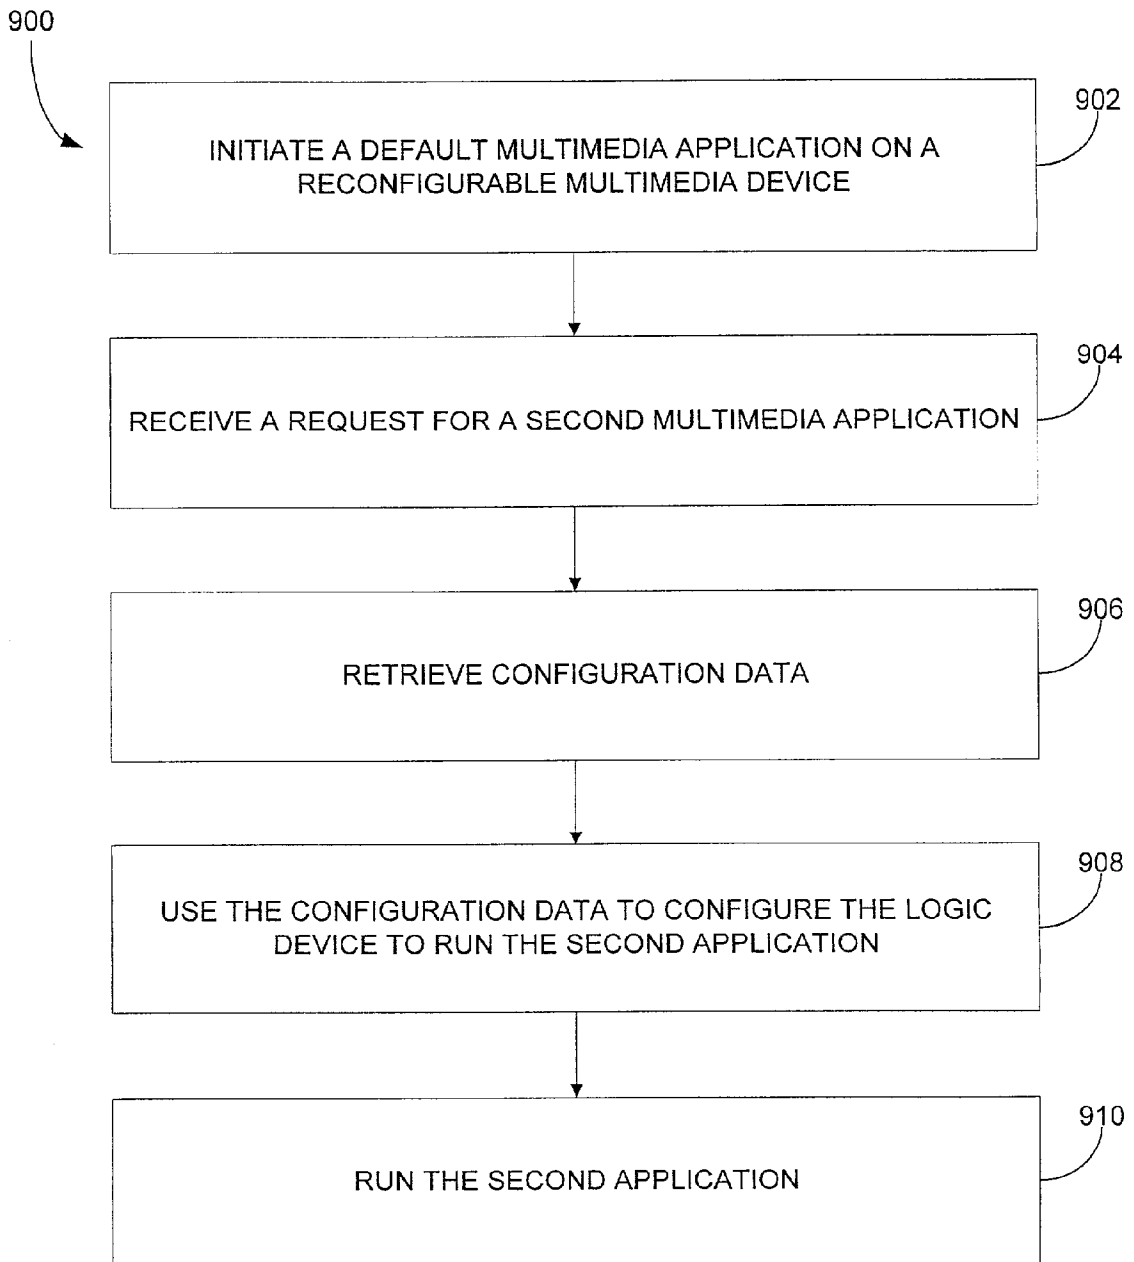 900
902
INITIATE A DEFAULT MULTIMEDIA APPLICATION ON A
RECONFIGURABLE MULTIMEDIA DEVICE
904
RECEIVE A REQUEST FOR A SECOND MULTIMEDIA APPLICATION
906
RETRIEVE CONFIGURATION DATA
908
USE THE CONFIGURATION DATA TO CONFIGURE THE LOGIC
DEVICE TO RUN THE SECOND APPLICATION
910
RUN THE SECOND APPLICATION